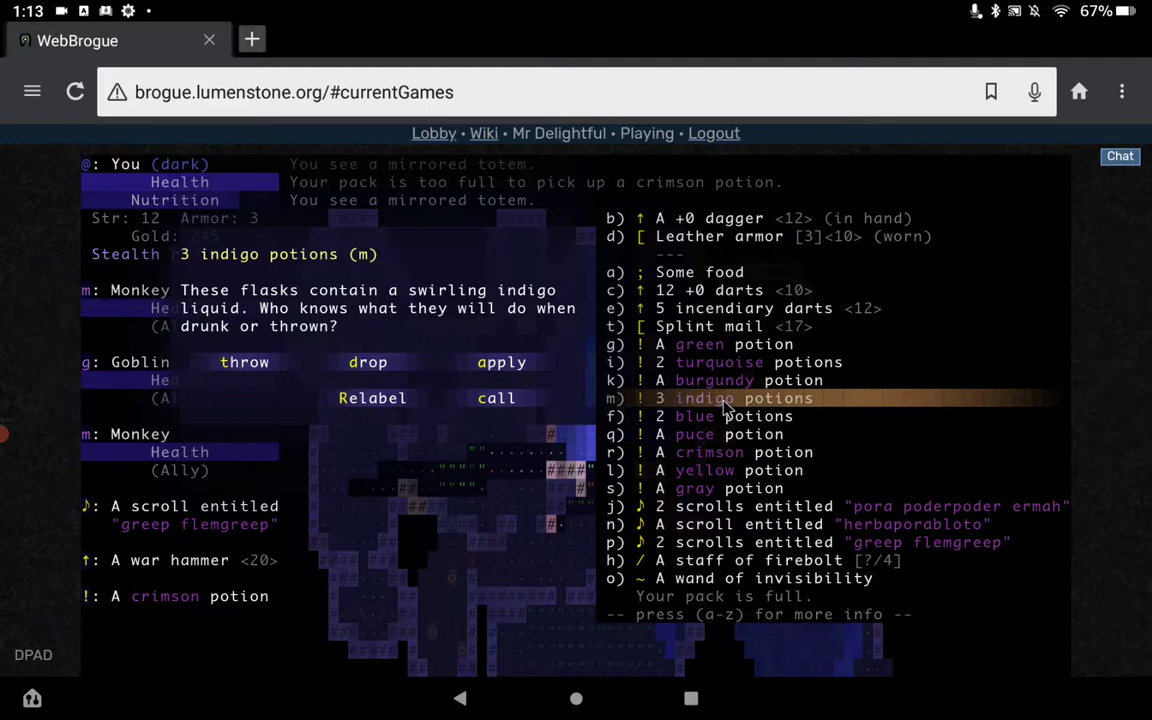 1:13
67%
WebBrogue
brogue.lumenstone.org/#currentGames
Lobby • Wiki • Mr Delightful • Playing • Logout
Chat
@: You (dark)
You see a mirrored totem.
Health
Your pack is too full to pick up a crimson potion.
Nutrition
You see a mirrored totem.
Str: 12 Armor: 3
Gold: 245
Stealth
3 indigo potions (m)
m: Monkey
These flasks contain a swirling indigo
liquid. Who knows what they will do when
drunk or thrown?
g: Goblin
throw drop apply
Relabel call
m: Monkey
Health
(Ally)
♪: A scroll entitled
"greep flemgreep"
↑: A war hammer <20>
!: A crimson potion
b) ↑ A +0 dagger <12> (in hand)
d) [ Leather armor [3]<10> (worn)
---
a) ; Some food
c) ↑ 12 +0 darts <10>
e) ↑ 5 incendiary darts <12>
t) [ Splint mail <17>
g) ! A green potion
i) ! 2 turquoise potions
k) ! A burgundy potion
m) ! 3 indigo potions
f) ! 2 blue potions
q) ! A puce potion
r) ! A crimson potion
l) ! A yellow potion
s) ! A gray potion
j) ♪ 2 scrolls entitled "pora poderpoder ermah"
n) ♪ A scroll entitled "herbaporabloto"
p) ♪ 2 scrolls entitled "greep flemgreep"
h) / A staff of firebolt [?/4]
o) ~ A wand of invisibility
Your pack is full.
-- press (a-z) for more info --
DPAD